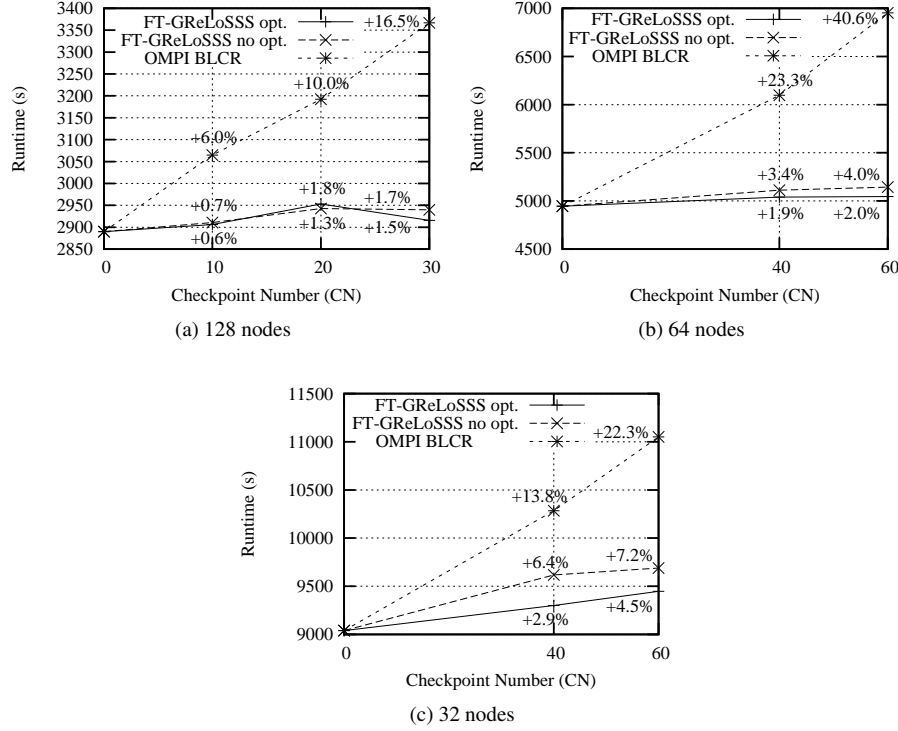 3400
3350
3300
3250
3200
3150
3100
3050
3000
2950
2900
2850
Runtime (s)
FT-GReLoSSS opt.
FT-GReLoSSS no opt.
OMPI BLCR
+16.5%
+10.0%
+6.0%
+1.8%
+1.7%
+0.7%
+1.3%
+1.5%
+0.6%
0 10 20 30
Checkpoint Number (CN)
(a) 128 nodes
7000
6500
6000
5500
5000
4500
Runtime (s)
FT-GReLoSSS opt.
FT-GReLoSSS no opt.
OMPI BLCR
+40.6%
+23.3%
+3.4%
+4.0%
+1.9%
+2.0%
0 40 60
Checkpoint Number (CN)
(b) 64 nodes
11500
11000
10500
10000
9500
9000
Runtime (s)
FT-GReLoSSS opt.
FT-GReLoSSS no opt.
OMPI BLCR
+22.3%
+13.8%
+6.4%
+7.2%
+2.9%
+4.5%
0 40 60
Checkpoint Number (CN)
(c) 32 nodes